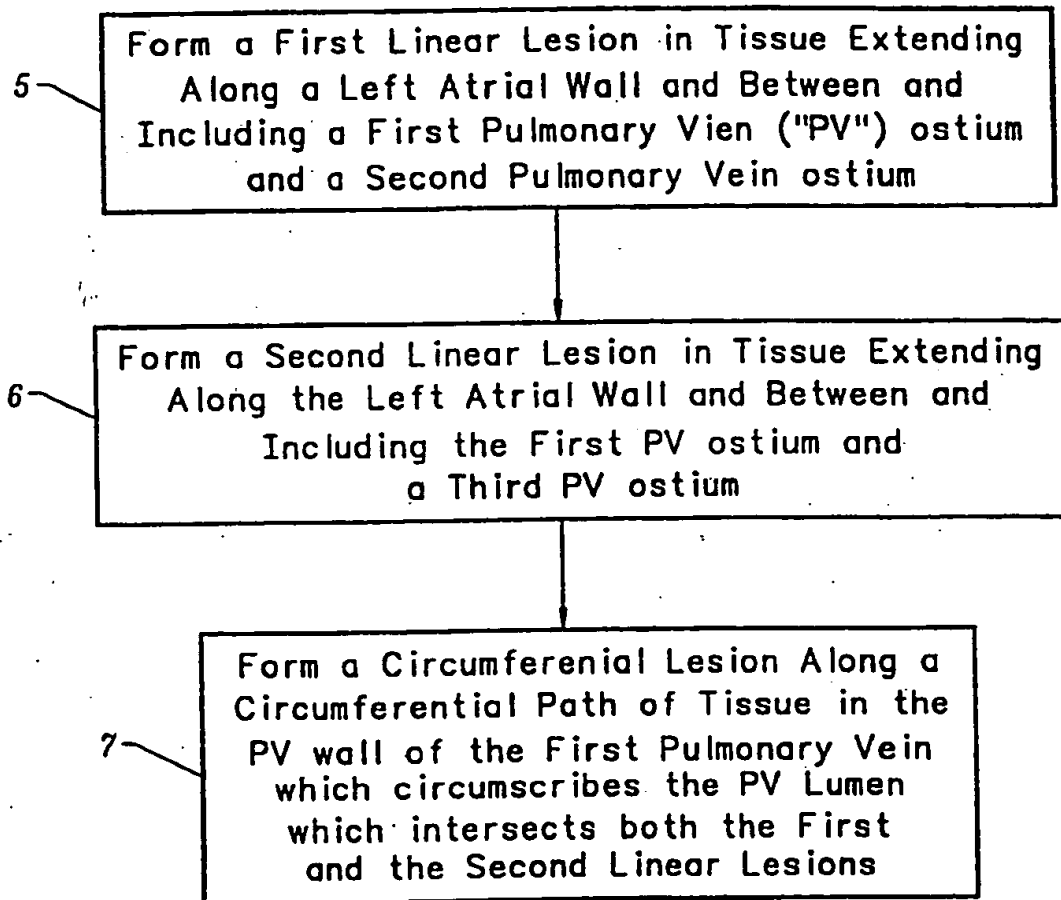 Form a First Linear Lesion in Tissue Extending
5
Along a Left Atrial Wall and Between and
Including a First Pulmonary Vien ("PV") ostium
and a Second Pulmonary Vein ostium
Form a Second Linear Lesion in Tissue Extending
6
Along the Left Atrial Wall and Between and
Including the First PV ostium and
a Third PV ostium
Form a Circumferenial Lesion Along a
Circumferential Path of Tissue in the
7
PV wall of the First Pulmonary Vein
which circumscribes the PV Lumen
which intersects both the First
and the Second Linear Lesions